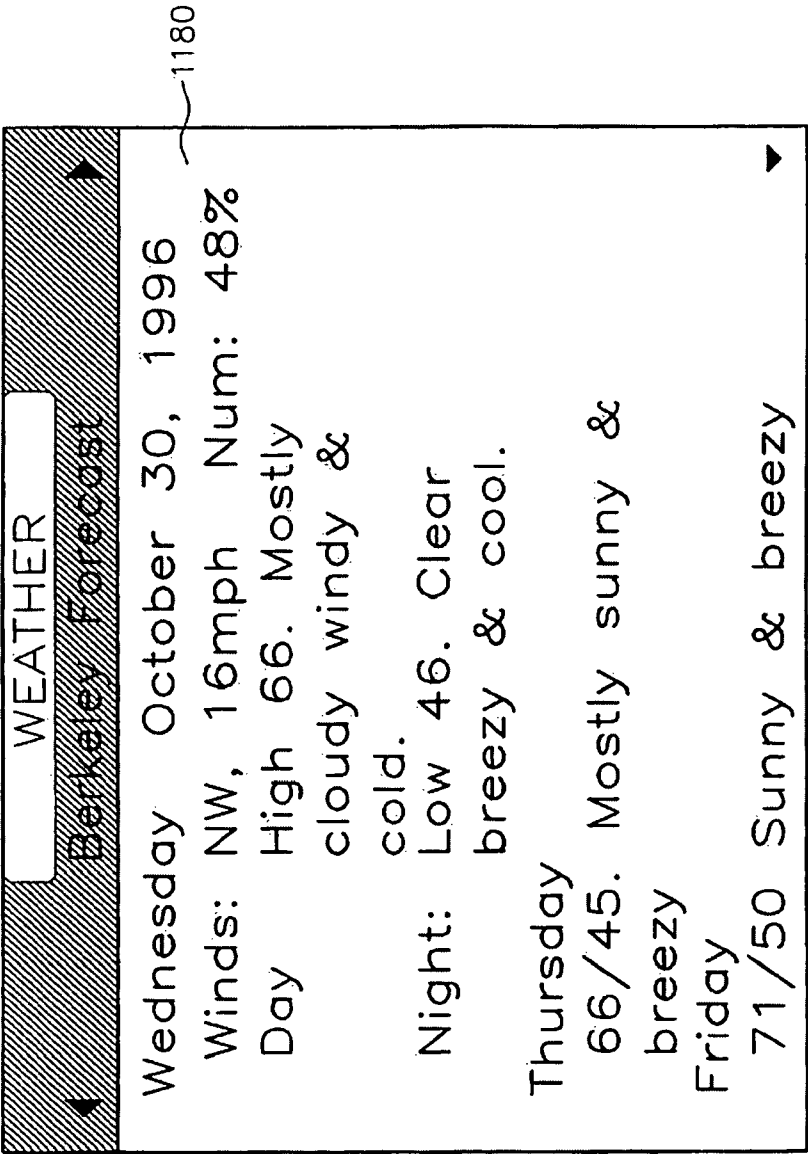 WEATHER
Berkeley Forecast
Wednesday October 30, 1996
Winds: NW, 16mph Num: 48%
Day High 66. Mostly
cloudy windy &
cold.
Night: Low 46. Clear
breezy & cool.
Thursday
66/45. Mostly sunny &
breezy
Friday
71/50 Sunny & breezy
1180